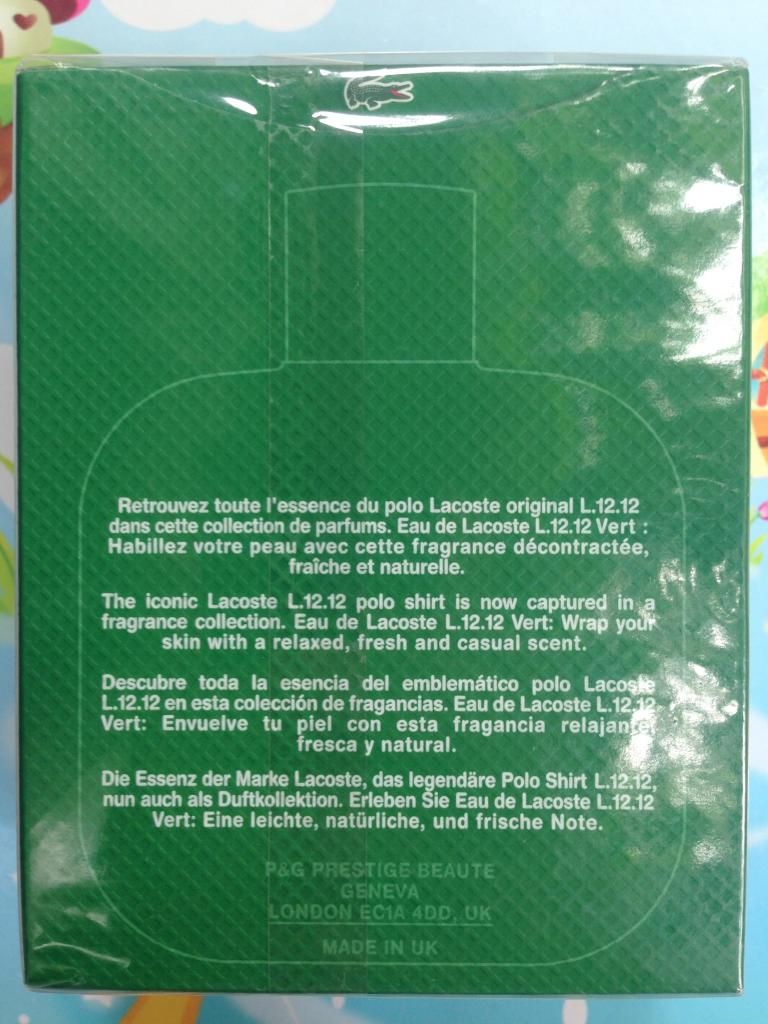 Retrouvez toute l'essence du polo Lacoste original L.12.12
dans cette collection de parfums. Eau de Lacoste L.12.12 Vert :
Habillez votre peau avec cette fragrance décontractée,
fraîche et naturelle.
The iconic Lacoste L.12.12 polo shirt is now captured in a
fragrance collection. Eau de Lacoste L.12.12 Vert: Wrap your
skin with a relaxed, fresh and casual scent.
Descubre toda la esencia del emblemático polo Lacoste
L.12.12 en esta colección de fragancias. Eau de Lacoste L.12.12
Vert: Envuelve tu piel con esta fragancia relajante,
fresca y natural.
Die Essenz der Marke Lacoste, das legendäre Polo Shirt L.12.12,
nun auch als Duftkollektion. Erleben Sie Eau de Lacoste L.12.12
Vert: Eine leichte, natürliche, und frische Note.
P&G PRESTIGE BEAUTE
GENEVA
LONDON EC1A 4DD, UK
MADE IN UK